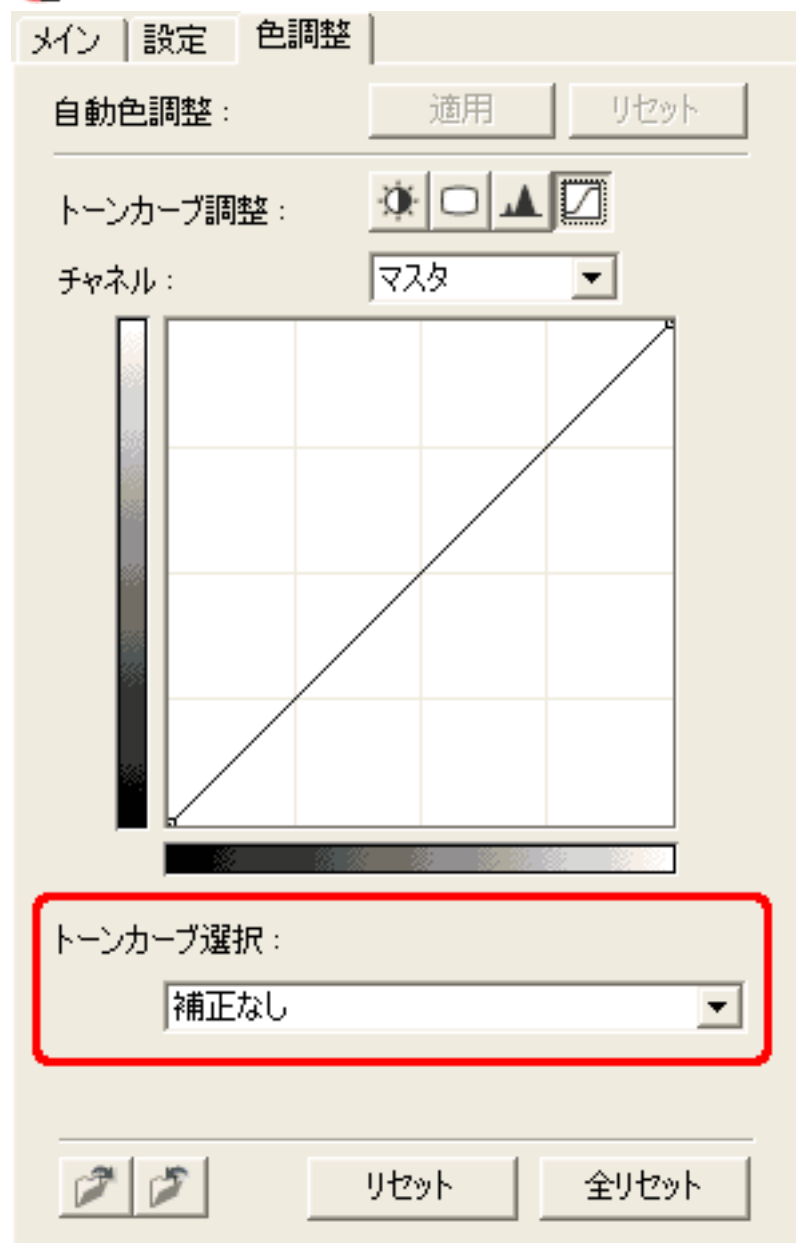 メイン 設定 色調整
自動色調整： 適用 リセット
トーンカーブ調整：
チャネル： マスタ
トーンカーブ選択：
補正なし
リセット 全リセット